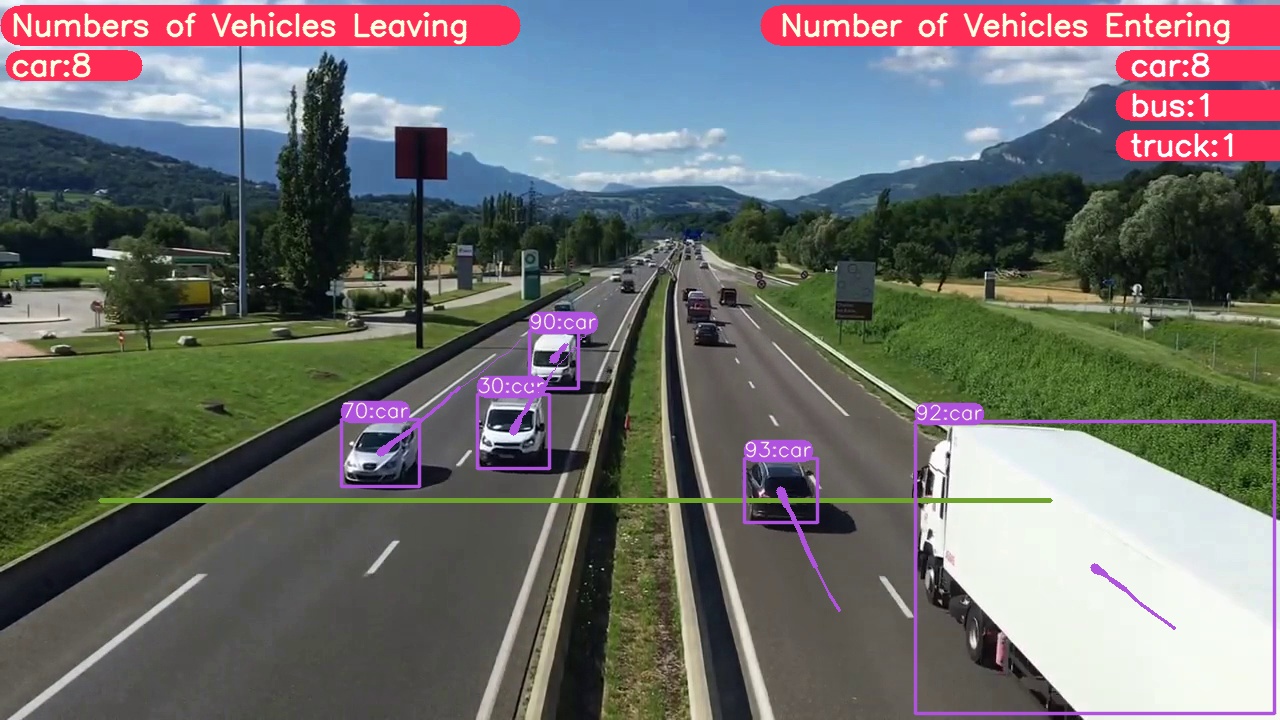 Numbers of Vehicles Leaving
Number of Vehicles Entering
car:8
car:8
bus:1
truck:1
90:car
30:car
70:car
92:car
93:car